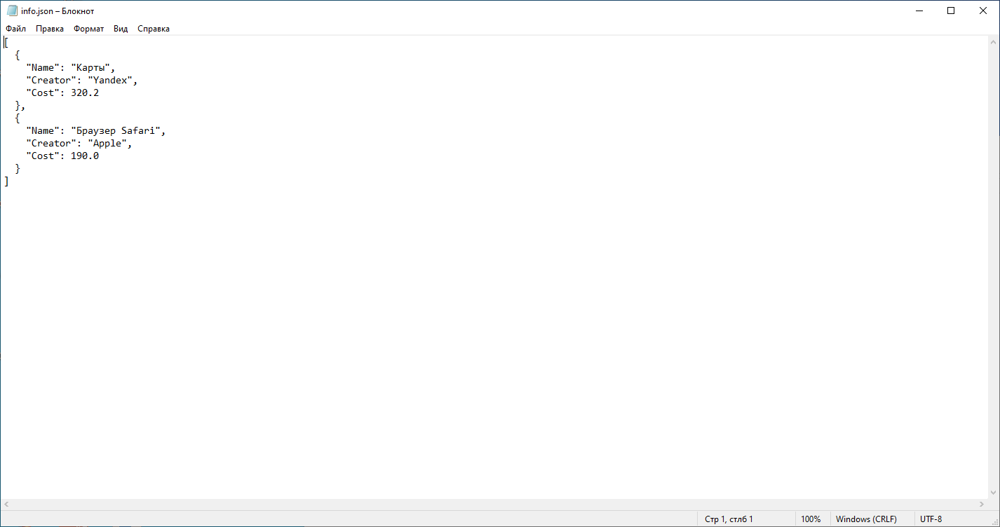 info.json – Блокнот
Файл Правка Формат Вид Справка
[
  {
    "Name": "Карты",
    "Creator": "Yandex",
    "Cost": 320.2
  },
  {
    "Name": "Браузер Safari",
    "Creator": "Apple",
    "Cost": 190.0
  }
]
Стр 1, стлб 1 100% Windows (CRLF) UTF-8